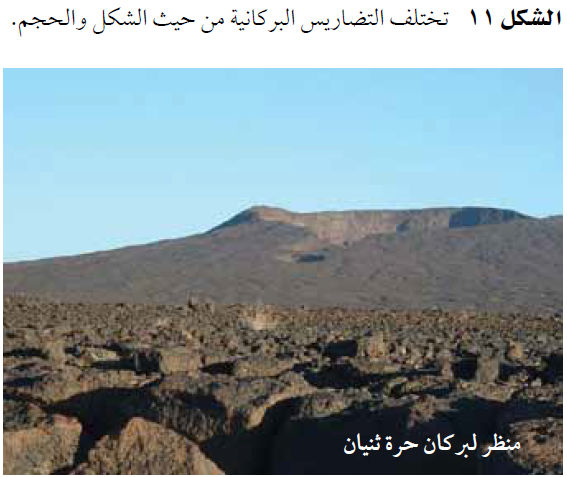 الشكل ١١ تختلف التضاريس البركانية من حيث الشكل والحجم.
منظر لبركان حرة ثنيان